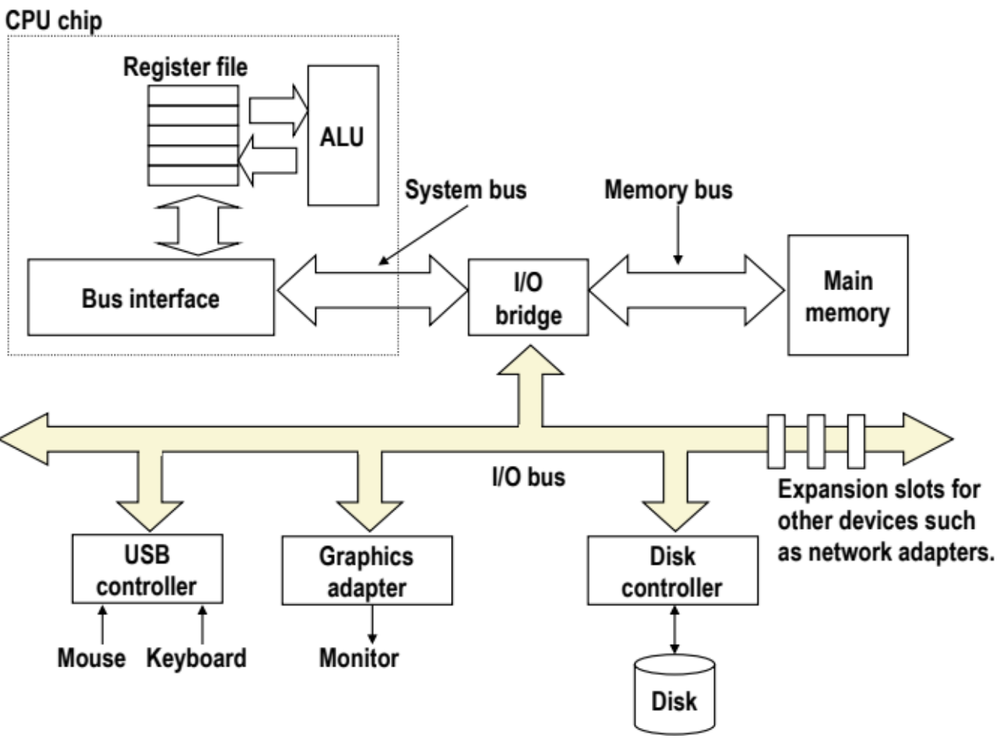 CPU chip
Register file
ALU
System bus
Memory bus
Bus interface
I/O
bridge
Main
memory
I/O bus
Expansion slots for
other devices such
as network adapters.
USB
controller
Graphics
adapter
Disk
controller
Mouse
Keyboard
Monitor
Disk